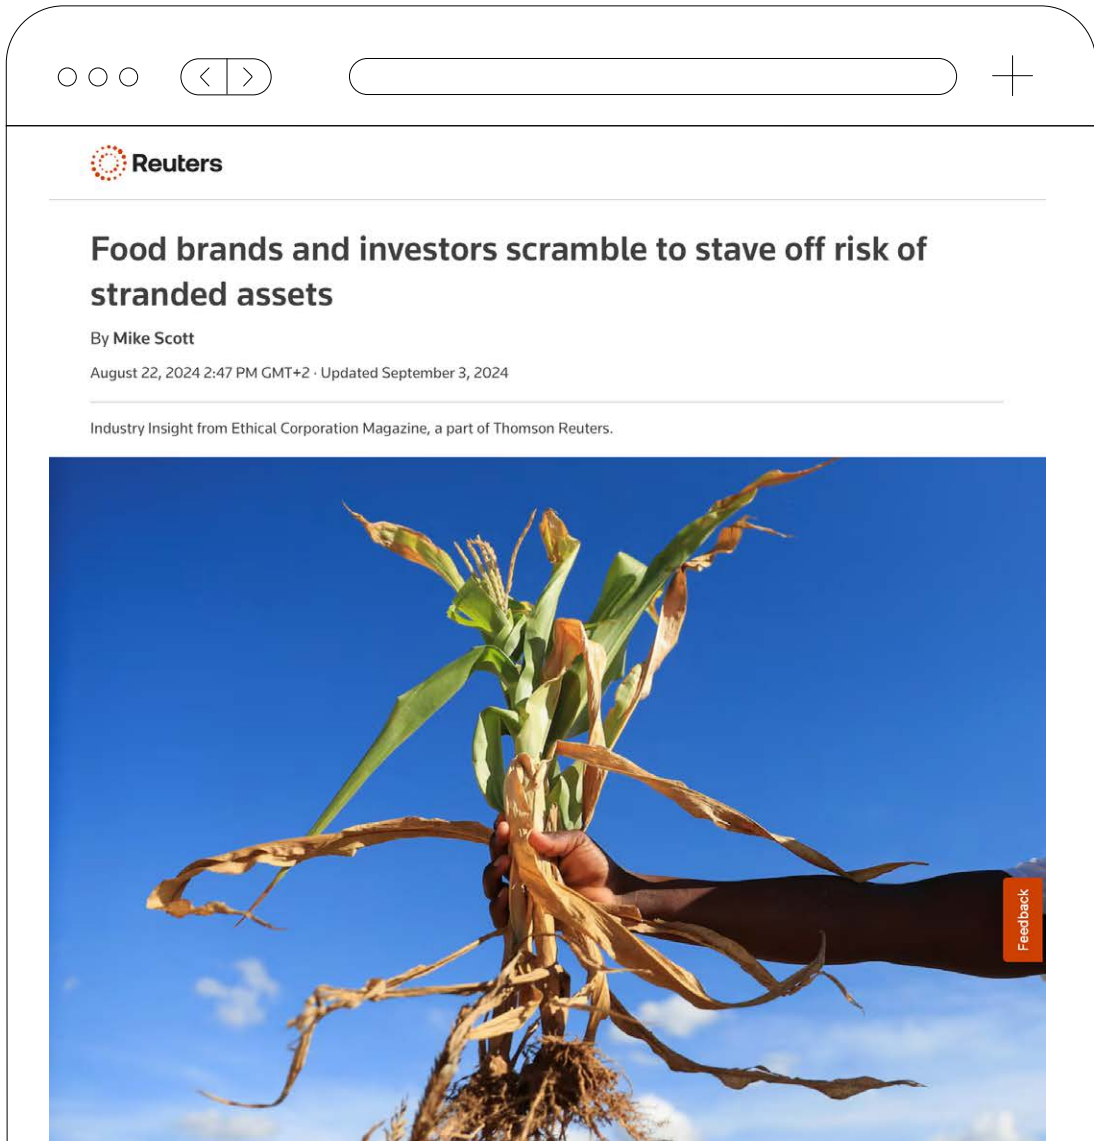 Reuters
Food brands and investors scramble to stave off risk of
stranded assets
By Mike Scott
August 22, 2024 2:47 PM GMT+2 · Updated September 3, 2024
Industry Insight from Ethical Corporation Magazine, a part of Thomson Reuters.
Feedback